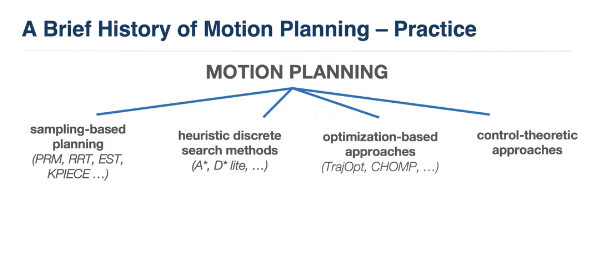 A Brief History of Motion Planning – Practice
MOTION PLANNING
sampling-based
planning
(PRM, RRT, EST,
KPIECE …)
heuristic discrete
search methods
(A*, D* lite, …)
optimization-based
approaches
(TrajOpt, CHOMP, …)
control-theoretic
approaches